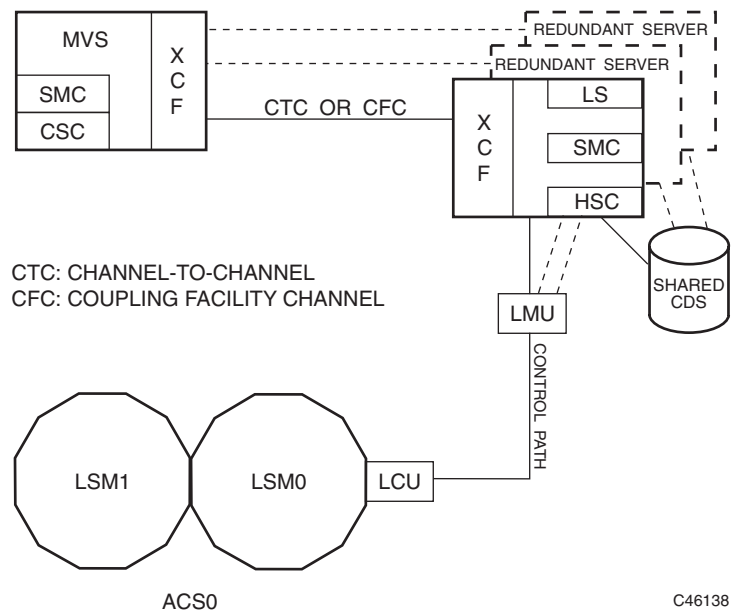 REDUNDANT SERVER
REDUNDANT SERVER
MVS
X
C
F
SMC
CSC
CTC OR CFC
X
C
F
LS
SMC
HSC
CTC: CHANNEL-TO-CHANNEL
CFC: COUPLING FACILITY CHANNEL
SHARED
CDS
LMU
CONTROL PATH
LSM1
LSM0
LCU
ACS0
C46138